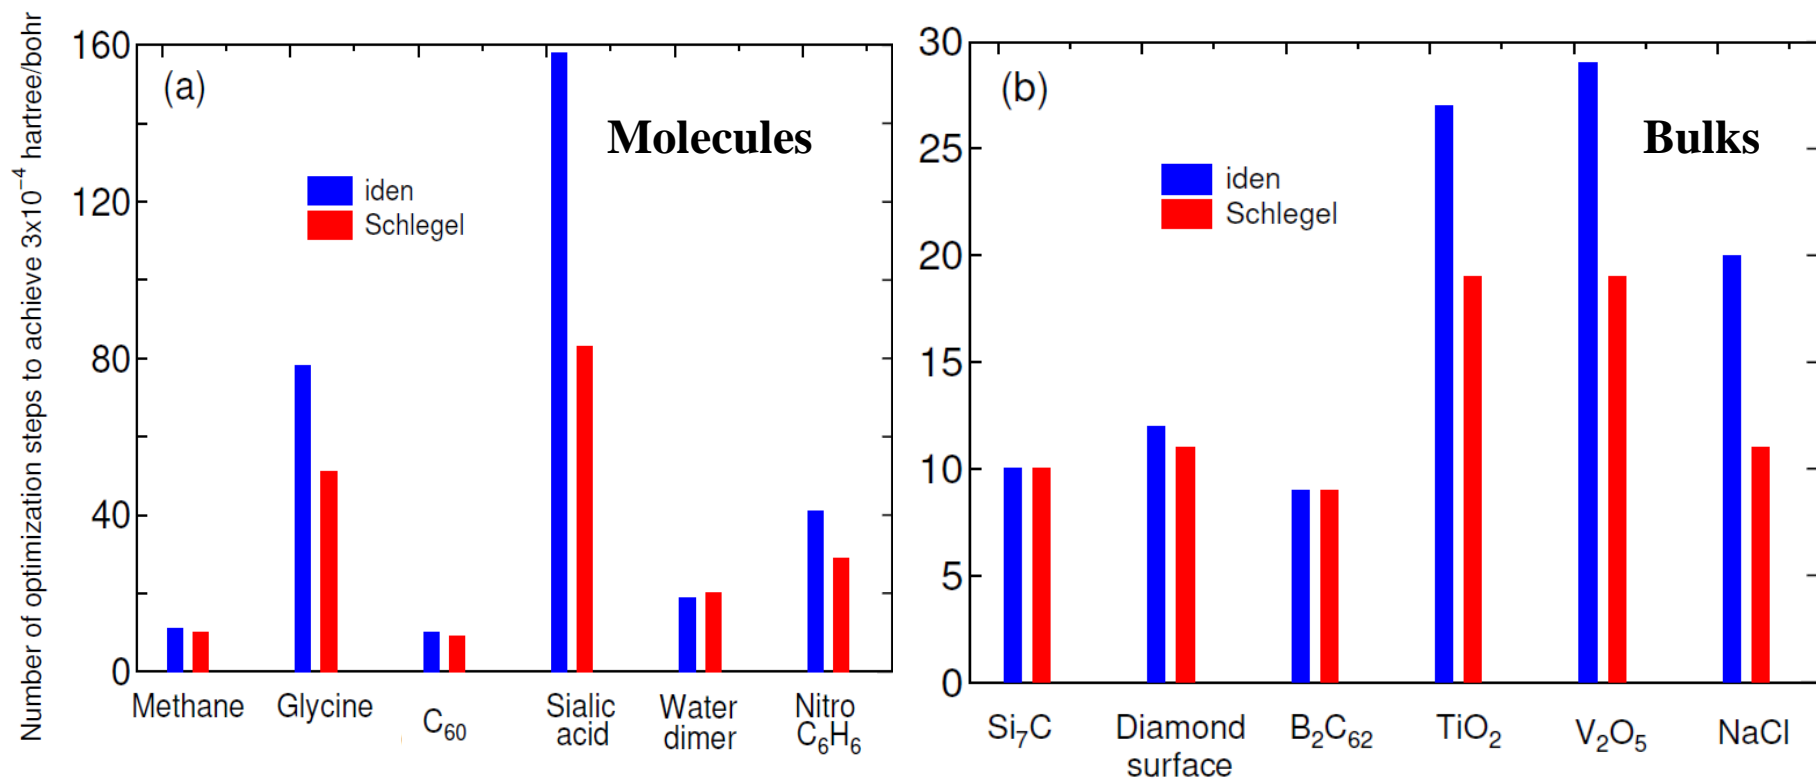 Number of optimization steps to achieve 3x10⁻⁴ hartree/bohr
160
120
80
40
0
(a)
Molecules
iden
Schlegel
Methane
Glycine
C₆₀
Sialic
acid
Water
dimer
Nitro
C₆H₆
30
25
20
15
10
5
0
(b)
Bulks
iden
Schlegel
Si₇C
Diamond
surface
B₂C₆₂
TiO₂
V₂O₅
NaCl